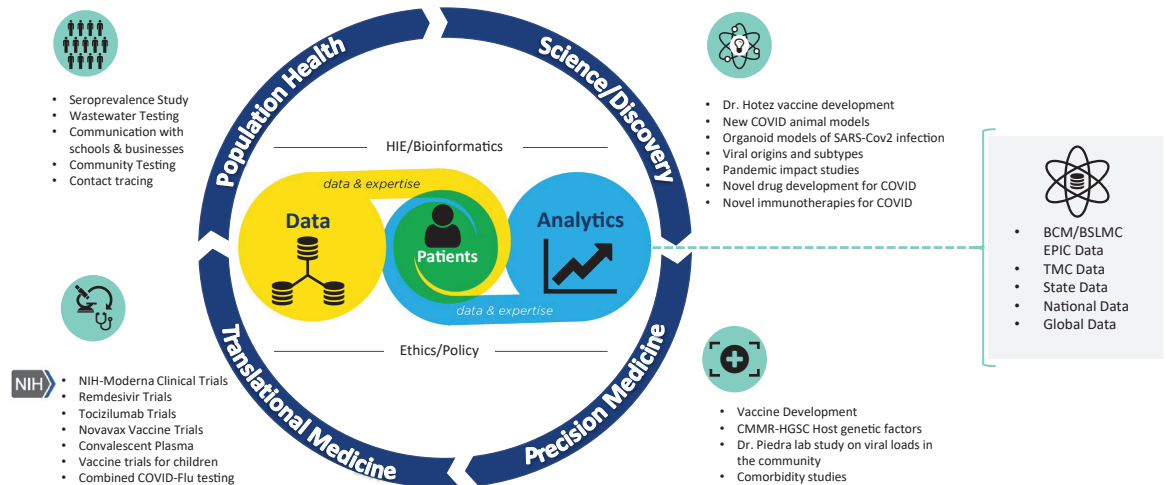 Population Health
Science/Discovery
Translational Medicine
Precision Medicine
• Seroprevalence Study
• Wastewater Testing
• Communication with
schools & businesses
• Community Testing
• Contact tracing
HIE/Bioinformatics
data & expertise
Data
Patients
Analytics
data & expertise
Ethics/Policy
• Dr. Hotez vaccine development
• New COVID animal models
• Organoid models of SARS-Cov2 infection
• Viral origins and subtypes
• Pandemic impact studies
• Novel drug development for COVID
• Novel immunotherapies for COVID
• BCM/BSLMC
EPIC Data
• TMC Data
• State Data
• National Data
• Global Data
NIH
• NIH-Moderna Clinical Trials
• Remdesivir Trials
• Tocizilumab Trials
• Novavax Vaccine Trials
• Convalescent Plasma
• Vaccine trials for children
• Combined COVID-Flu testing
• Vaccine Development
• CMMR-HGSC Host genetic factors
• Dr. Piedra lab study on viral loads in
the community
• Comorbidity studies